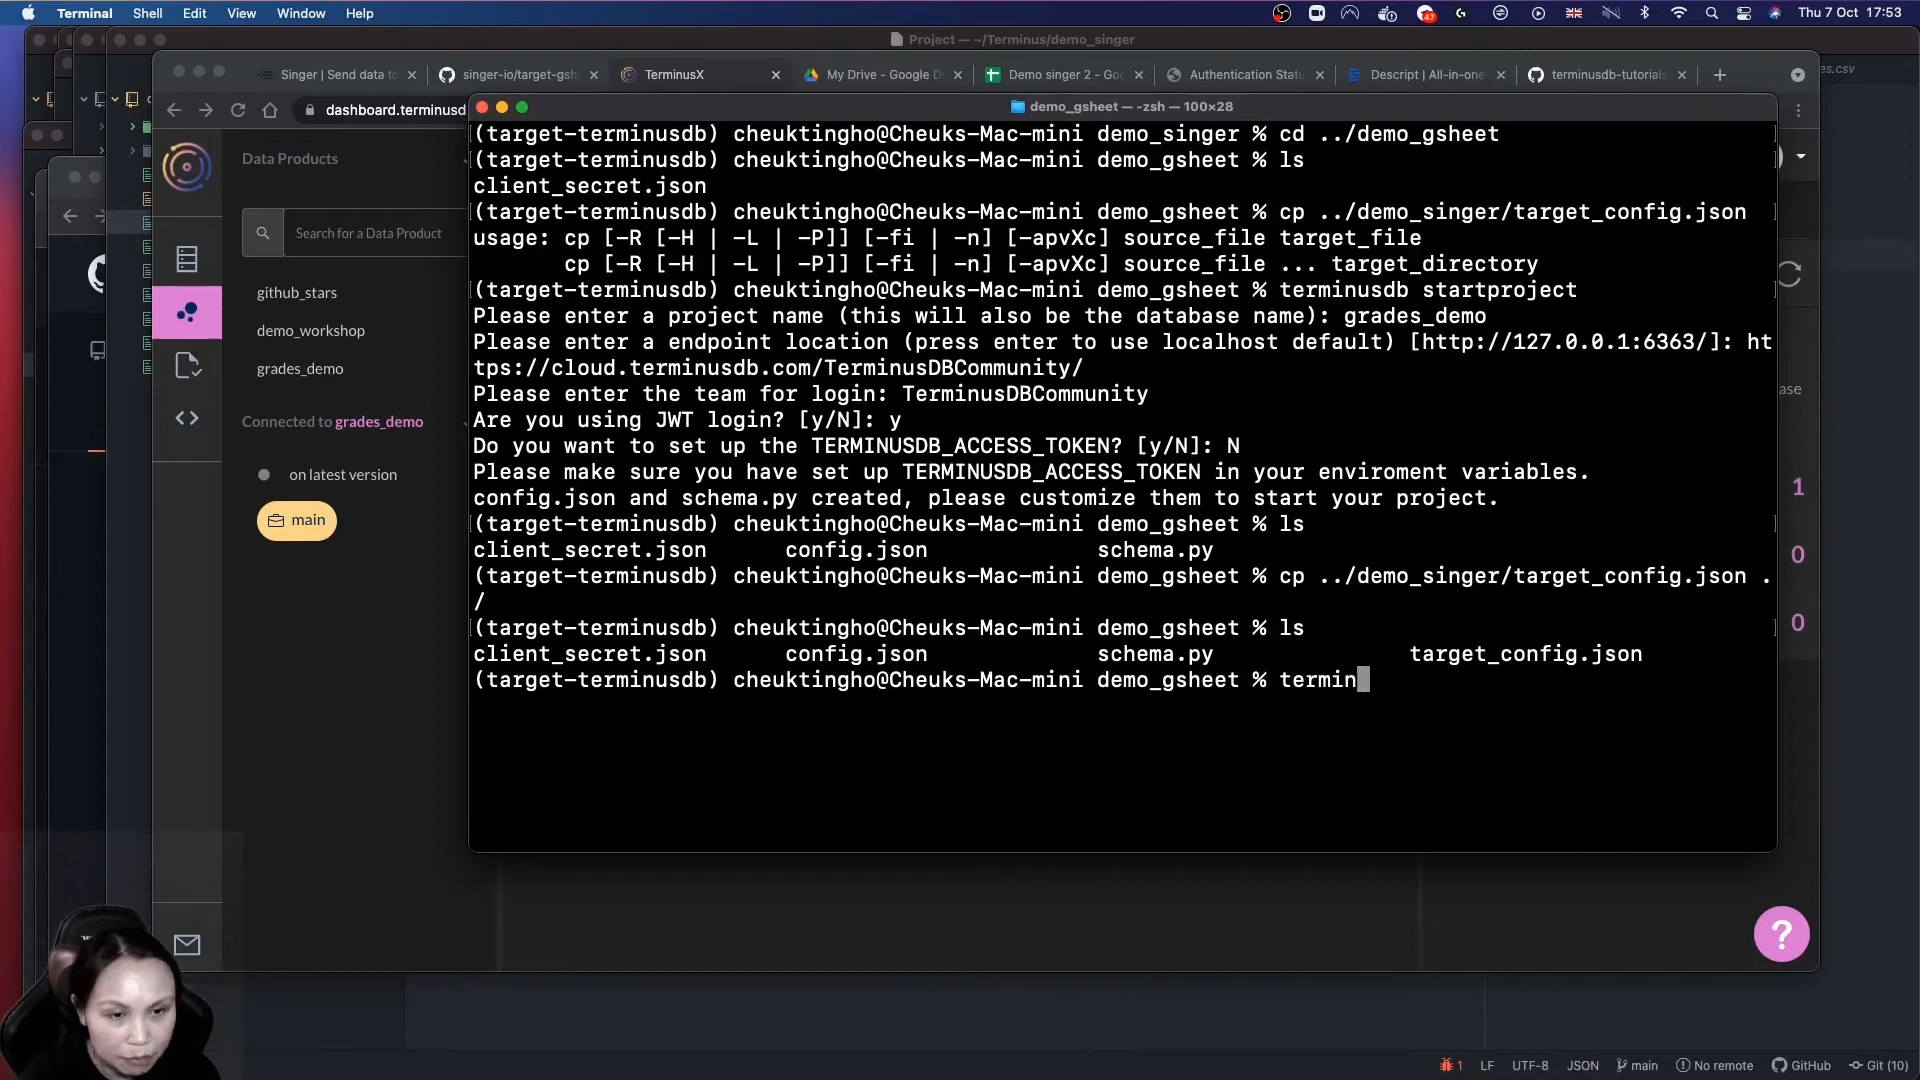 Terminal Shell Edit View Window Help
47
Thu 7 Oct 17:53
Project — ~/Terminus/demo_singer
Singer | Send data to
singer-io/target-gsh
TerminusX
My Drive - Google D
Demo singer 2 - Goo
Authentication Statu
Descript | All-in-one
terminusdb-tutorials
es.csv
dashboard.terminusd
demo_gsheet — -zsh — 100×28
Data Products
Search for a Data Product
github_stars
demo_workshop
grades_demo
Connected to grades_demo
on latest version
main
(target-terminusdb) cheuktingho@Cheuks-Mac-mini demo_singer % cd ../demo_gsheet
(target-terminusdb) cheuktingho@Cheuks-Mac-mini demo_gsheet % ls
client_secret.json
(target-terminusdb) cheuktingho@Cheuks-Mac-mini demo_gsheet % cp ../demo_singer/target_config.json
usage: cp [-R [-H | -L | -P]] [-fi | -n] [-apvXc] source_file target_file
cp [-R [-H | -L | -P]] [-fi | -n] [-apvXc] source_file ... target_directory
(target-terminusdb) cheuktingho@Cheuks-Mac-mini demo_gsheet % terminusdb startproject
Please enter a project name (this will also be the database name): grades_demo
Please enter a endpoint location (press enter to use localhost default) [http://127.0.0.1:6363/]: ht
tps://cloud.terminusdb.com/TerminusDBCommunity/
Please enter the team for login: TerminusDBCommunity
Are you using JWT login? [y/N]: y
Do you want to set up the TERMINUSDB_ACCESS_TOKEN? [y/N]: N
Please make sure you have set up TERMINUSDB_ACCESS_TOKEN in your enviroment variables.
config.json and schema.py created, please customize them to start your project.
(target-terminusdb) cheuktingho@Cheuks-Mac-mini demo_gsheet % ls
client_secret.json config.json schema.py
(target-terminusdb) cheuktingho@Cheuks-Mac-mini demo_gsheet % cp ../demo_singer/target_config.json .
/
(target-terminusdb) cheuktingho@Cheuks-Mac-mini demo_gsheet % ls
client_secret.json config.json schema.py target_config.json
(target-terminusdb) cheuktingho@Cheuks-Mac-mini demo_gsheet % termin
ase
1
0
0
?
1 LF UTF-8 JSON main No remote GitHub Git (10)